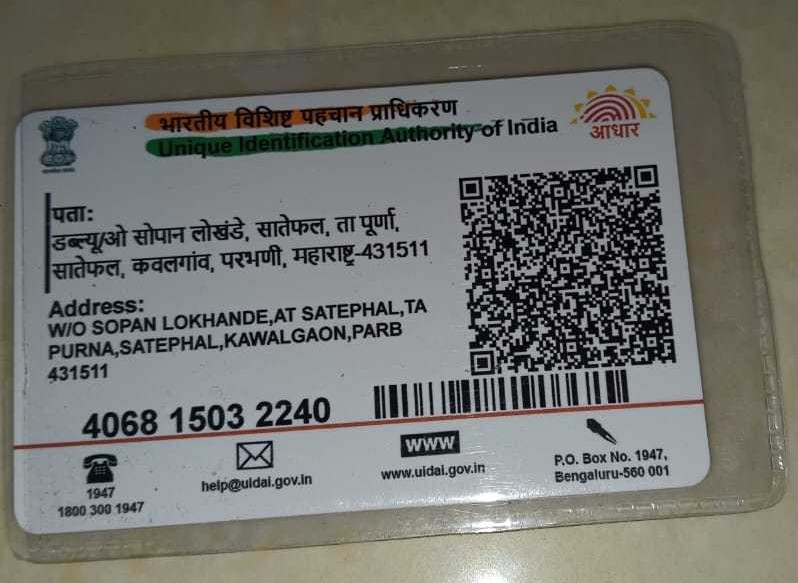 भारतीय विशिष्ट पहचान प्राधिकरण
Unique Identification Authority of India
आधार
पता:
डब्ल्यू/ओ सोपान लोखंडे, सातेफल, ता पूर्णा,
सातेफल, कवलगांव, परभणी, महाराष्ट्र-431511
Address:
W/O SOPAN LOKHANDE,AT SATEPHAL,TA
PURNA,SATEPHAL,KAWALGAON,PARB
431511
4068 1503 2240
1947
1800 300 1947
help@uidai.gov.in
WWW
www.uidai.gov.in
P.O. Box No. 1947,
Bengaluru-560 001